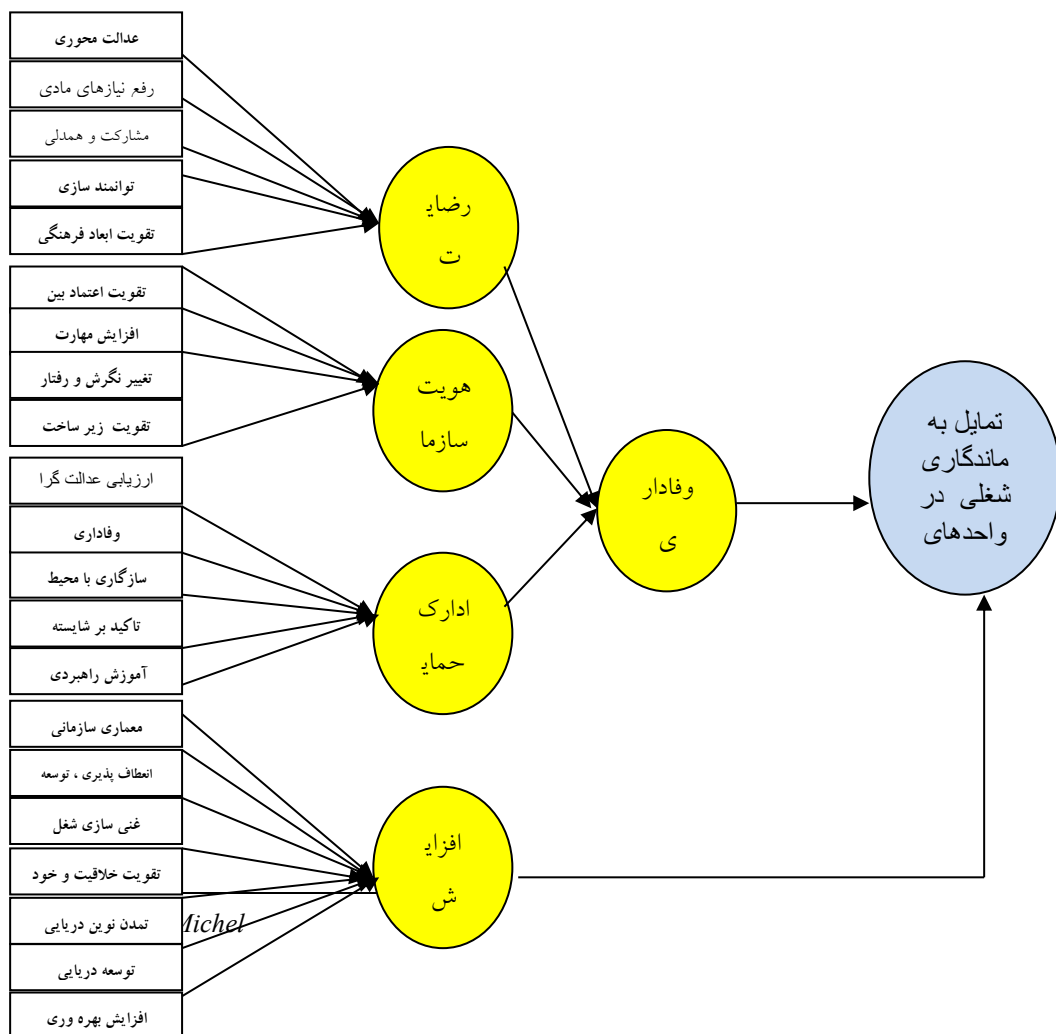 عدالت محوری
رفع نیازهای مادی
مشارکت و همدلی
توانمند سازی
تقویت ابعاد فرهنگی
تقویت اعتماد بین
افزایش مهارت
تغییر نگرش و رفتار
تقویت زیر ساخت
ارزیابی عدالت گرا
وفاداری
سازگاری با محیط
تاکید بر شایسته
آموزش راهبردی
معماری سازمانی
انعطاف پذیری ، توسعه
غنی سازی شغل
تقویت خلاقیت و خود
تمدن نوین دریایی
توسعه دریایی
افزایش بهره وری
Michel
رضای
ت
هویت
سازما
ادارک
حمای
افزای
ش
وفادار
ی
تمایل به
ماندگاری
شغلی در
واحدهای